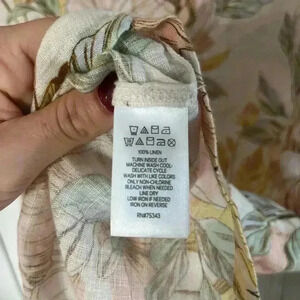 100% LINEN
TURN INSIDE OUT
MACHINE WASH COOL-
DELICATE CYCLE
WASH WITH LIKE COLORS
ONLY NON-CHLORINE
BLEACH WHEN NEEDED
LINE DRY
LOW IRON IF NEEDED
IRON ON REVERSE
RN#75343